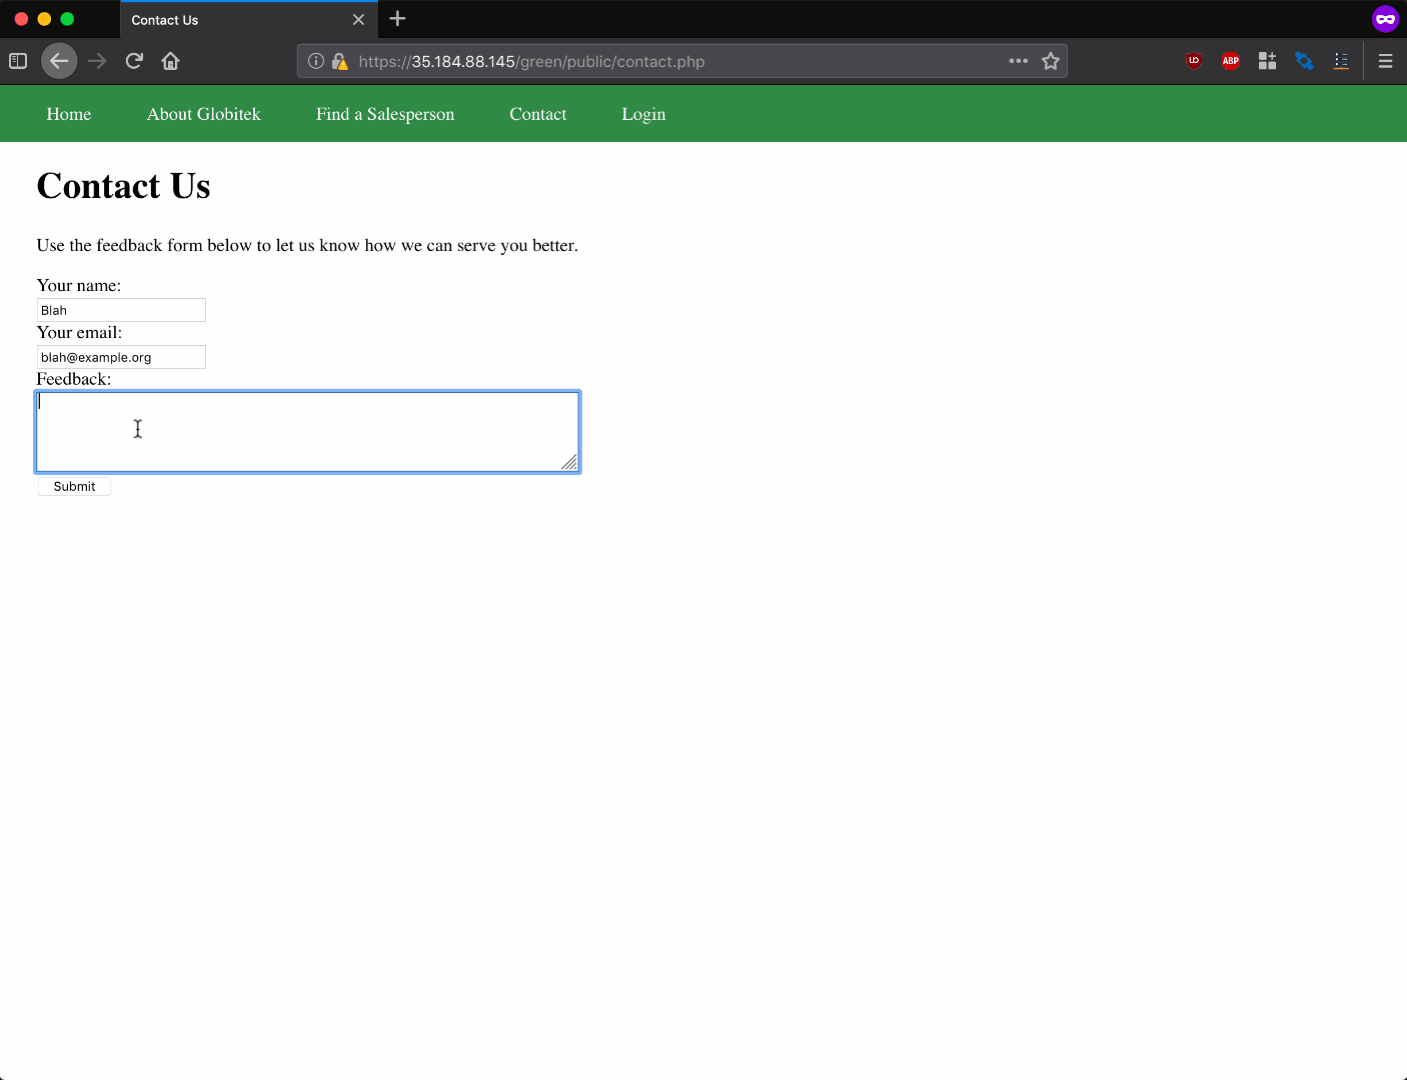 Contact Us
https://35.184.88.145/green/public/contact.php
UO
ABP
Home About Globitek Find a Salesperson Contact Login
Contact Us
Use the feedback form below to let us know how we can serve you better.
Your name:
Blah
Your email:
blah@example.org
Feedback:
Submit